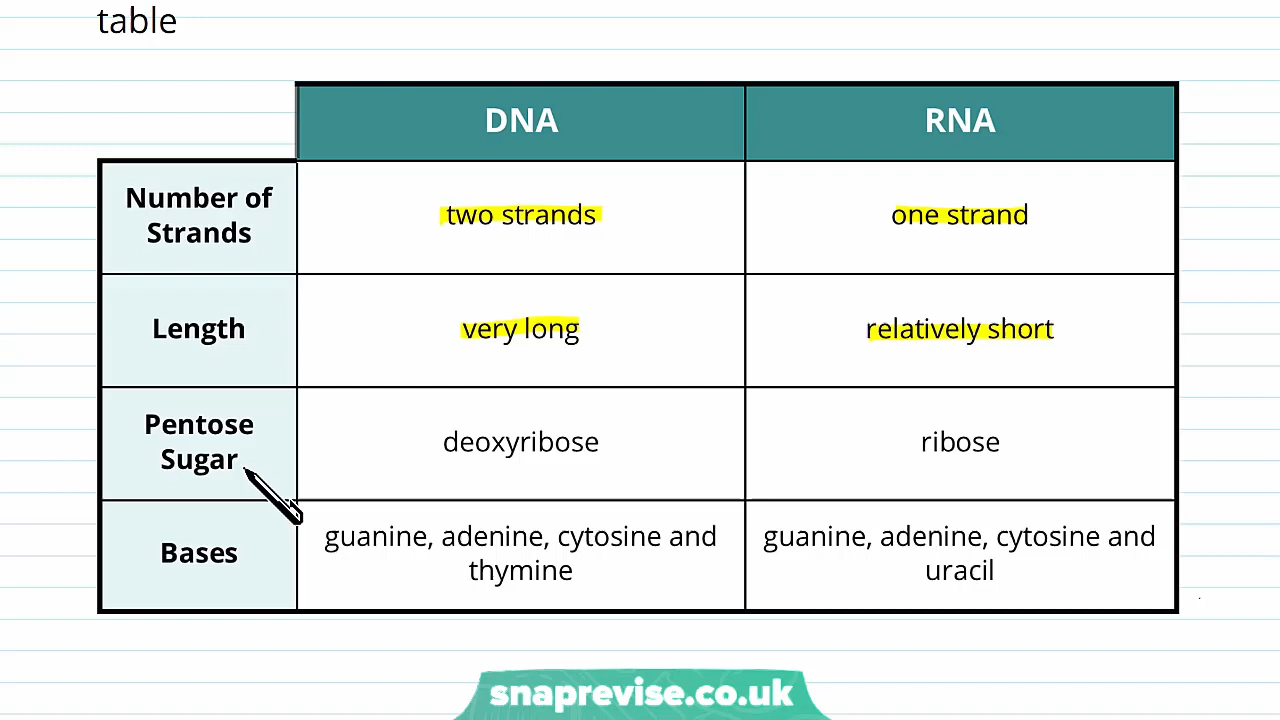 table
DNA
RNA
Number of
Strands
two strands
one strand
Length
very long
relatively short
Pentose
Sugar
deoxyribose
ribose
Bases
guanine, adenine, cytosine and
thymine
guanine, adenine, cytosine and
uracil
snaprevise.co.uk